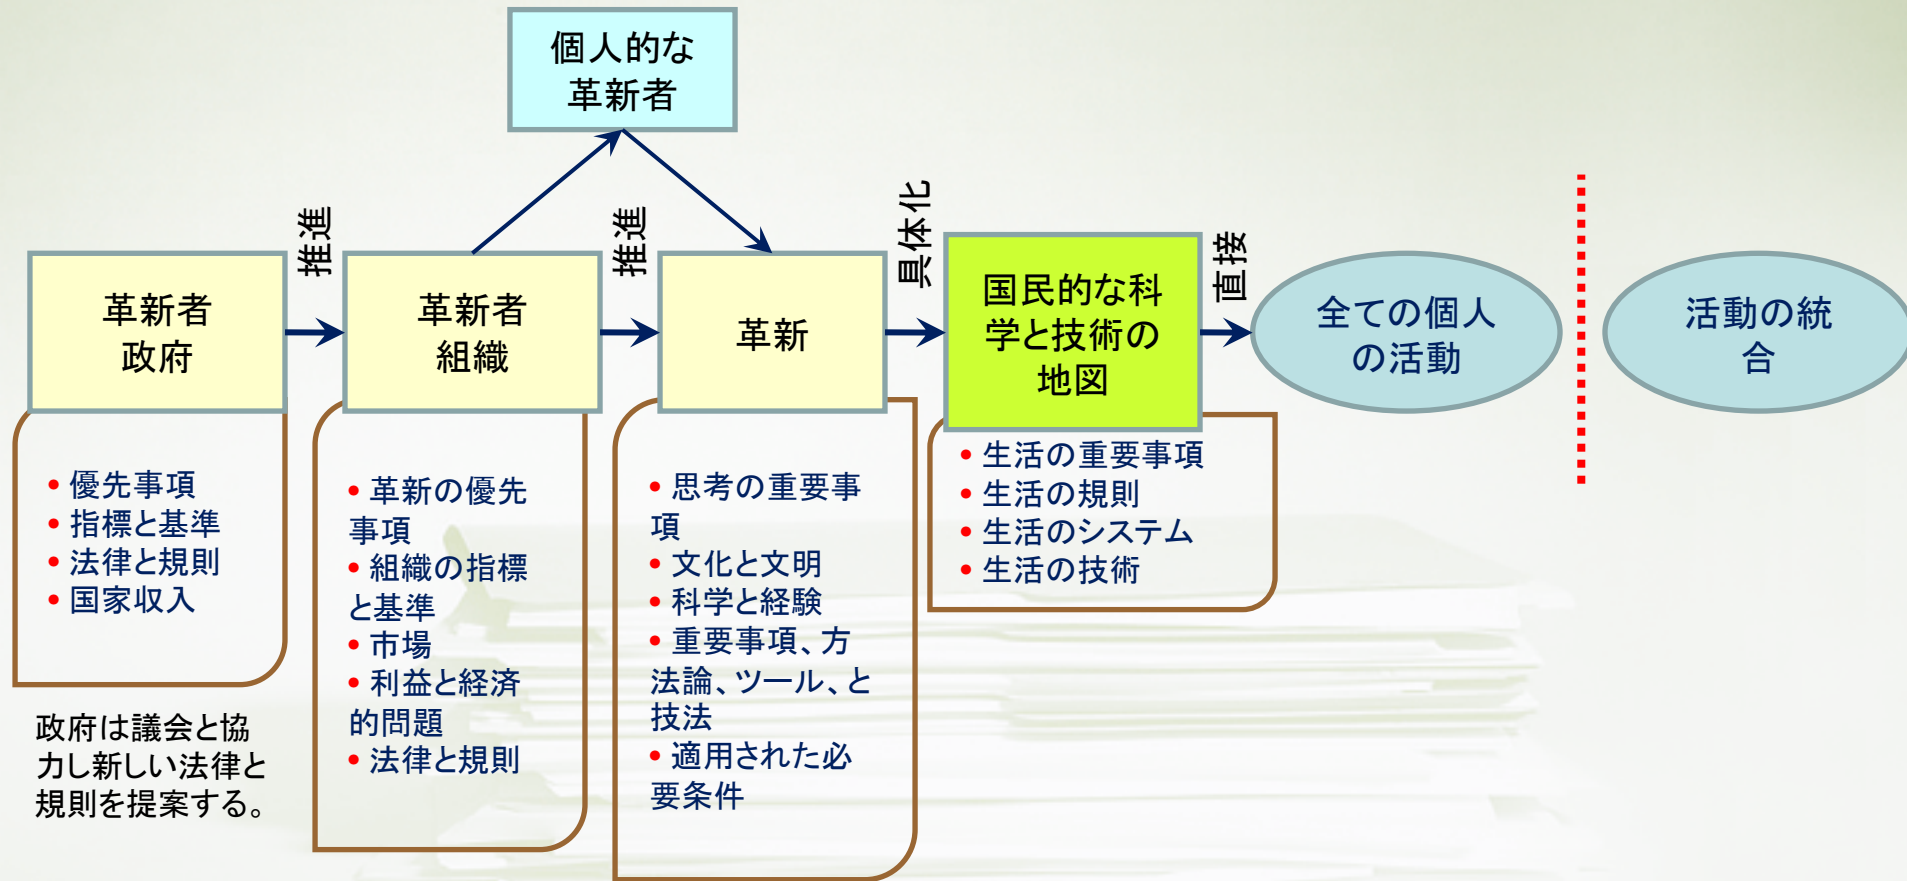 個人的な
革新者
推進
推進
具体化
直接
革新者
政府
革新者
組織
革新
国民的な科
学と技術の
地図
全ての個人
の活動
活動の統
合
• 優先事項
• 指標と基準
• 法律と規則
• 国家収入
政府は議会と協
力し新しい法律と
規則を提案する。
• 革新の優先
事項
• 組織の指標
と基準
• 市場
• 利益と経済
的問題
• 法律と規則
• 思考の重要事
項
• 文化と文明
• 科学と経験
• 重要事項、方
法論、ツール、と
技法
• 適用された必
要条件
• 生活の重要事項
• 生活の規則
• 生活のシステム
• 生活の技術